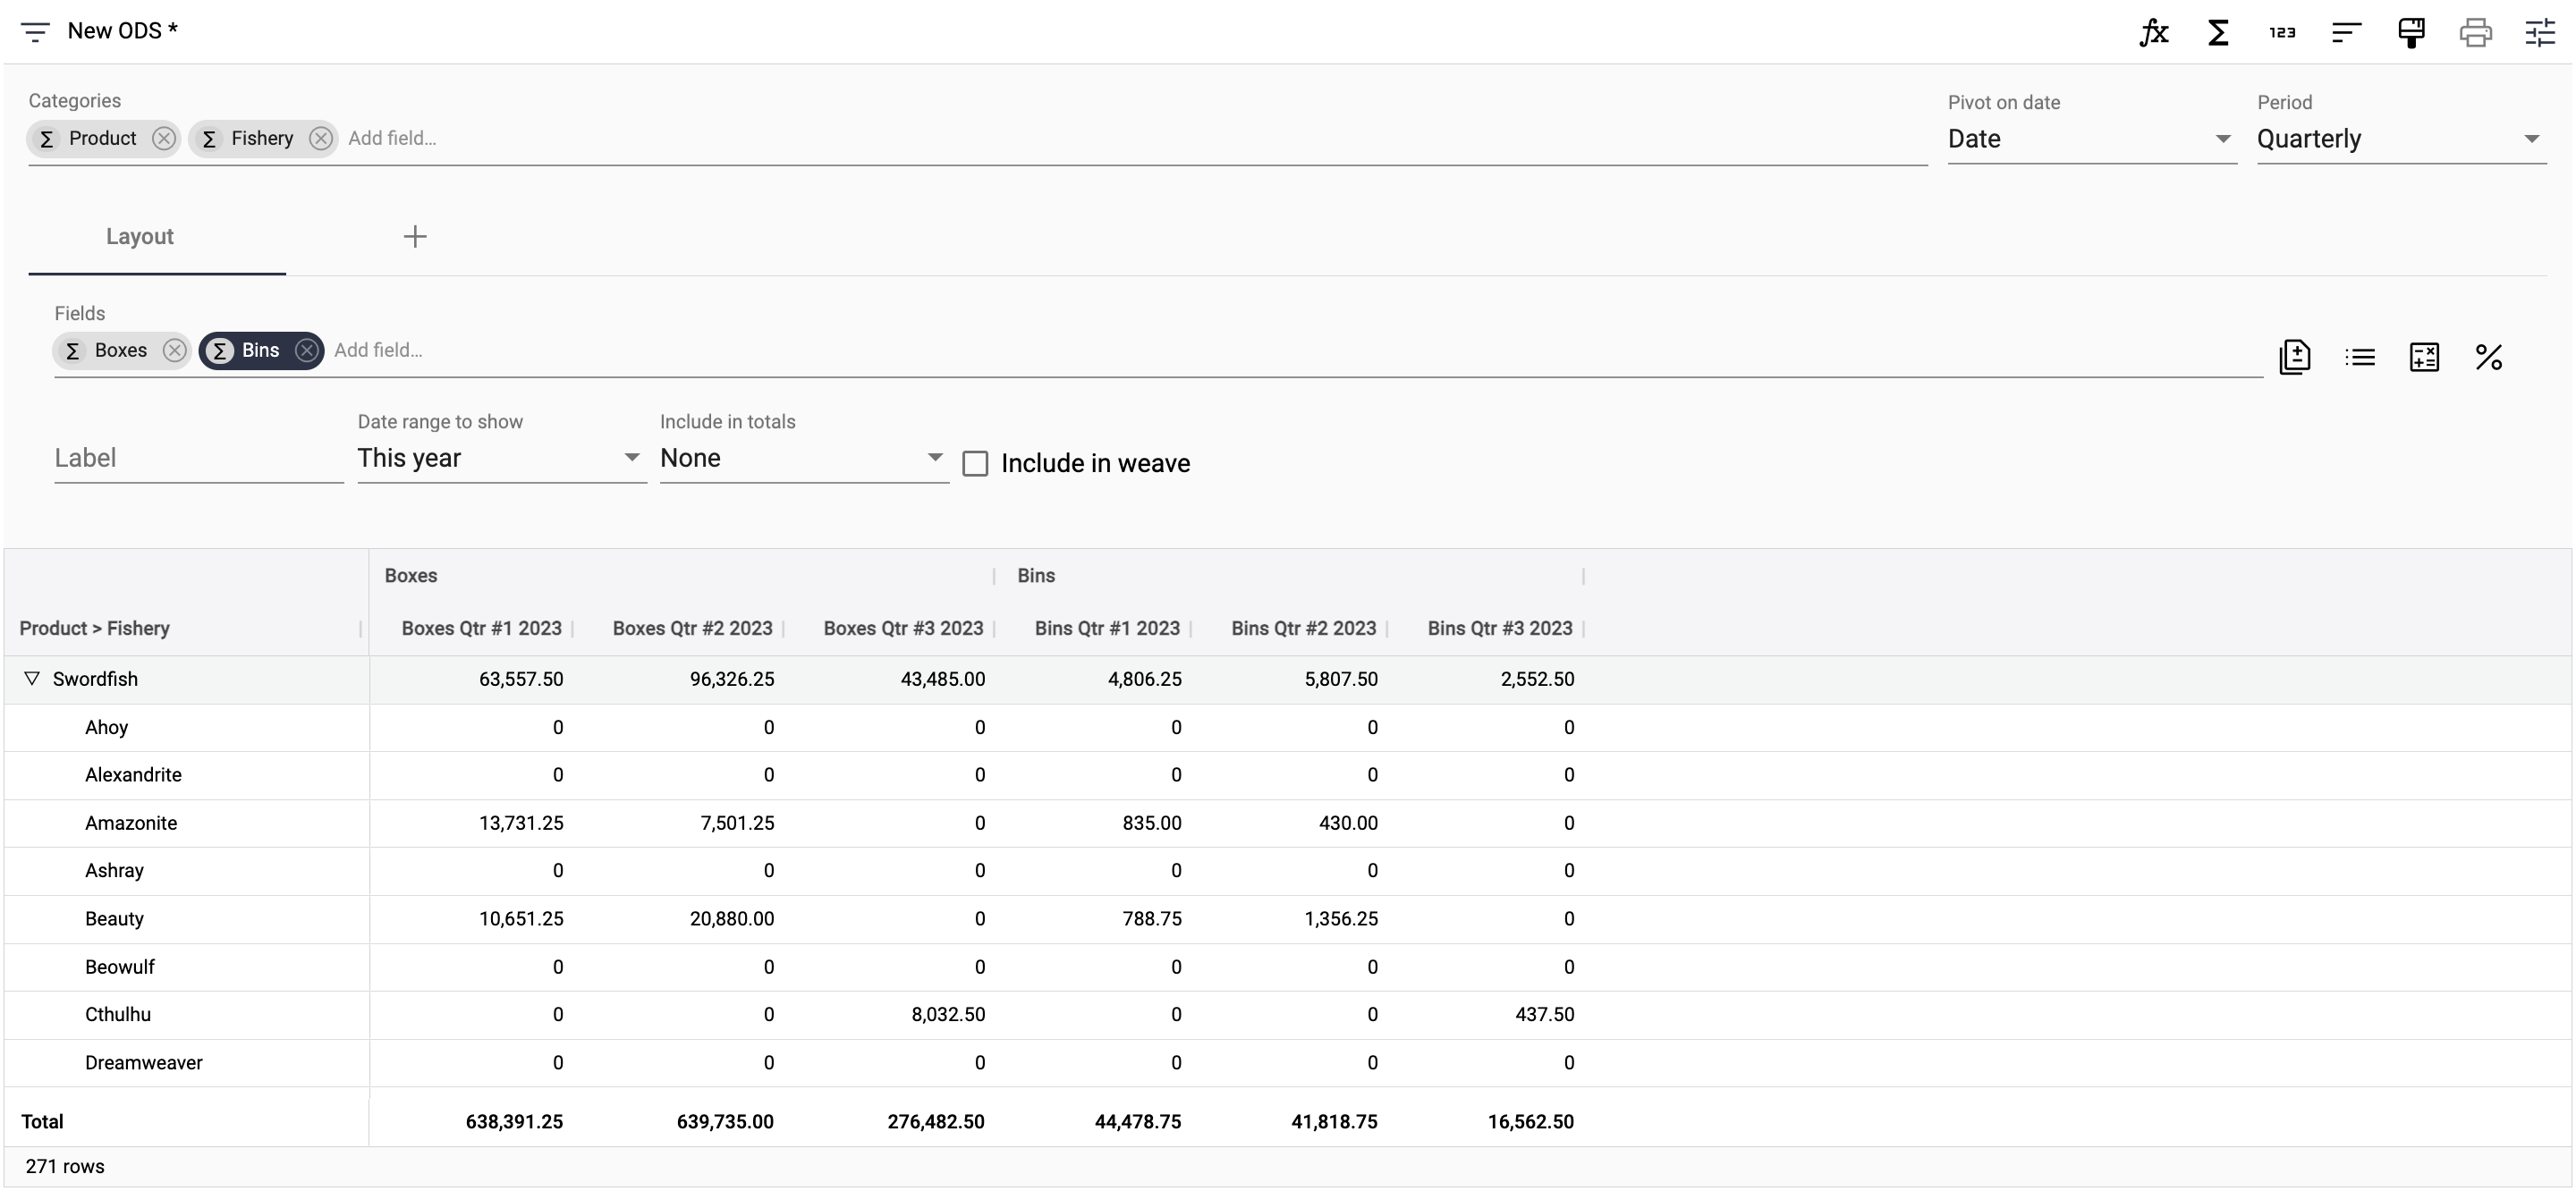 New ODS *
123
Categories
Product Fishery Add field...
Pivot on date
Date
Period
Quarterly
Layout
Fields
Boxes Bins Add field...
Label
Date range to show
This year
Include in totals
None
Include in weave
Boxes Bins
Product > Fishery Boxes Qtr #1 2023 Boxes Qtr #2 2023 Boxes Qtr #3 2023 Bins Qtr #1 2023 Bins Qtr #2 2023 Bins Qtr #3 2023
Swordfish 63,557.50 96,326.25 43,485.00 4,806.25 5,807.50 2,552.50
Ahoy 0 0 0 0 0 0
Alexandrite 0 0 0 0 0 0
Amazonite 13,731.25 7,501.25 0 835.00 430.00 0
Ashray 0 0 0 0 0 0
Beauty 10,651.25 20,880.00 0 788.75 1,356.25 0
Beowulf 0 0 0 0 0 0
Cthulhu 0 0 8,032.50 0 0 437.50
Dreamweaver 0 0 0 0 0 0
Total 638,391.25 639,735.00 276,482.50 44,478.75 41,818.75 16,562.50
271 rows